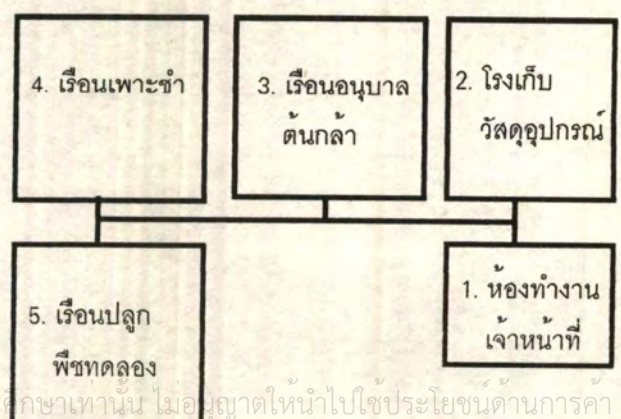 4. เรือนเพาะชำ
3. เรือนอนุบาล
ต้นกล้า
2. โรงเก็บ
วัสดุอุปกรณ์
5. เรือนปลูก
พืชทดลอง
1. ห้องทำงาน
เจ้าหน้าที่
ศึกษาเท่านั้น ไม่อนุญาตให้นำไปใช้ประโยชน์ด้านการค้า